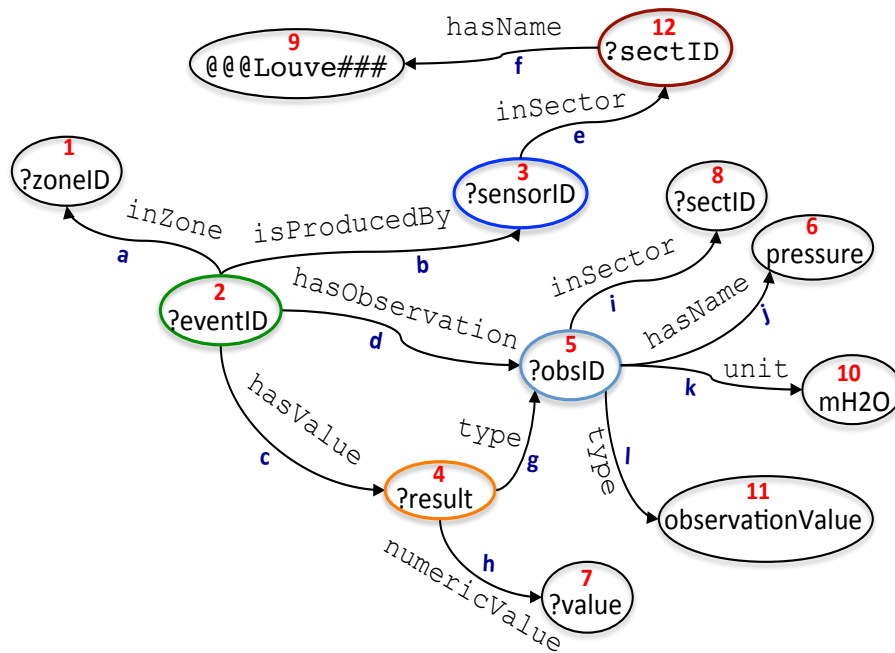 9
@@@Louve###
hasName
f
12
?sectID
inSector
e
1
?zoneID
inZone
a
3
?sensorID
isProducedBy
b
8
?sectID
6
pressure
2
?eventID
hasObservation
d
inSector
i
hasName
j
5
?obsID
unit
k
10
mH2O
hasValue
c
type
g
type
l
4
?result
11
observationValue
h
numericValue
7
?value